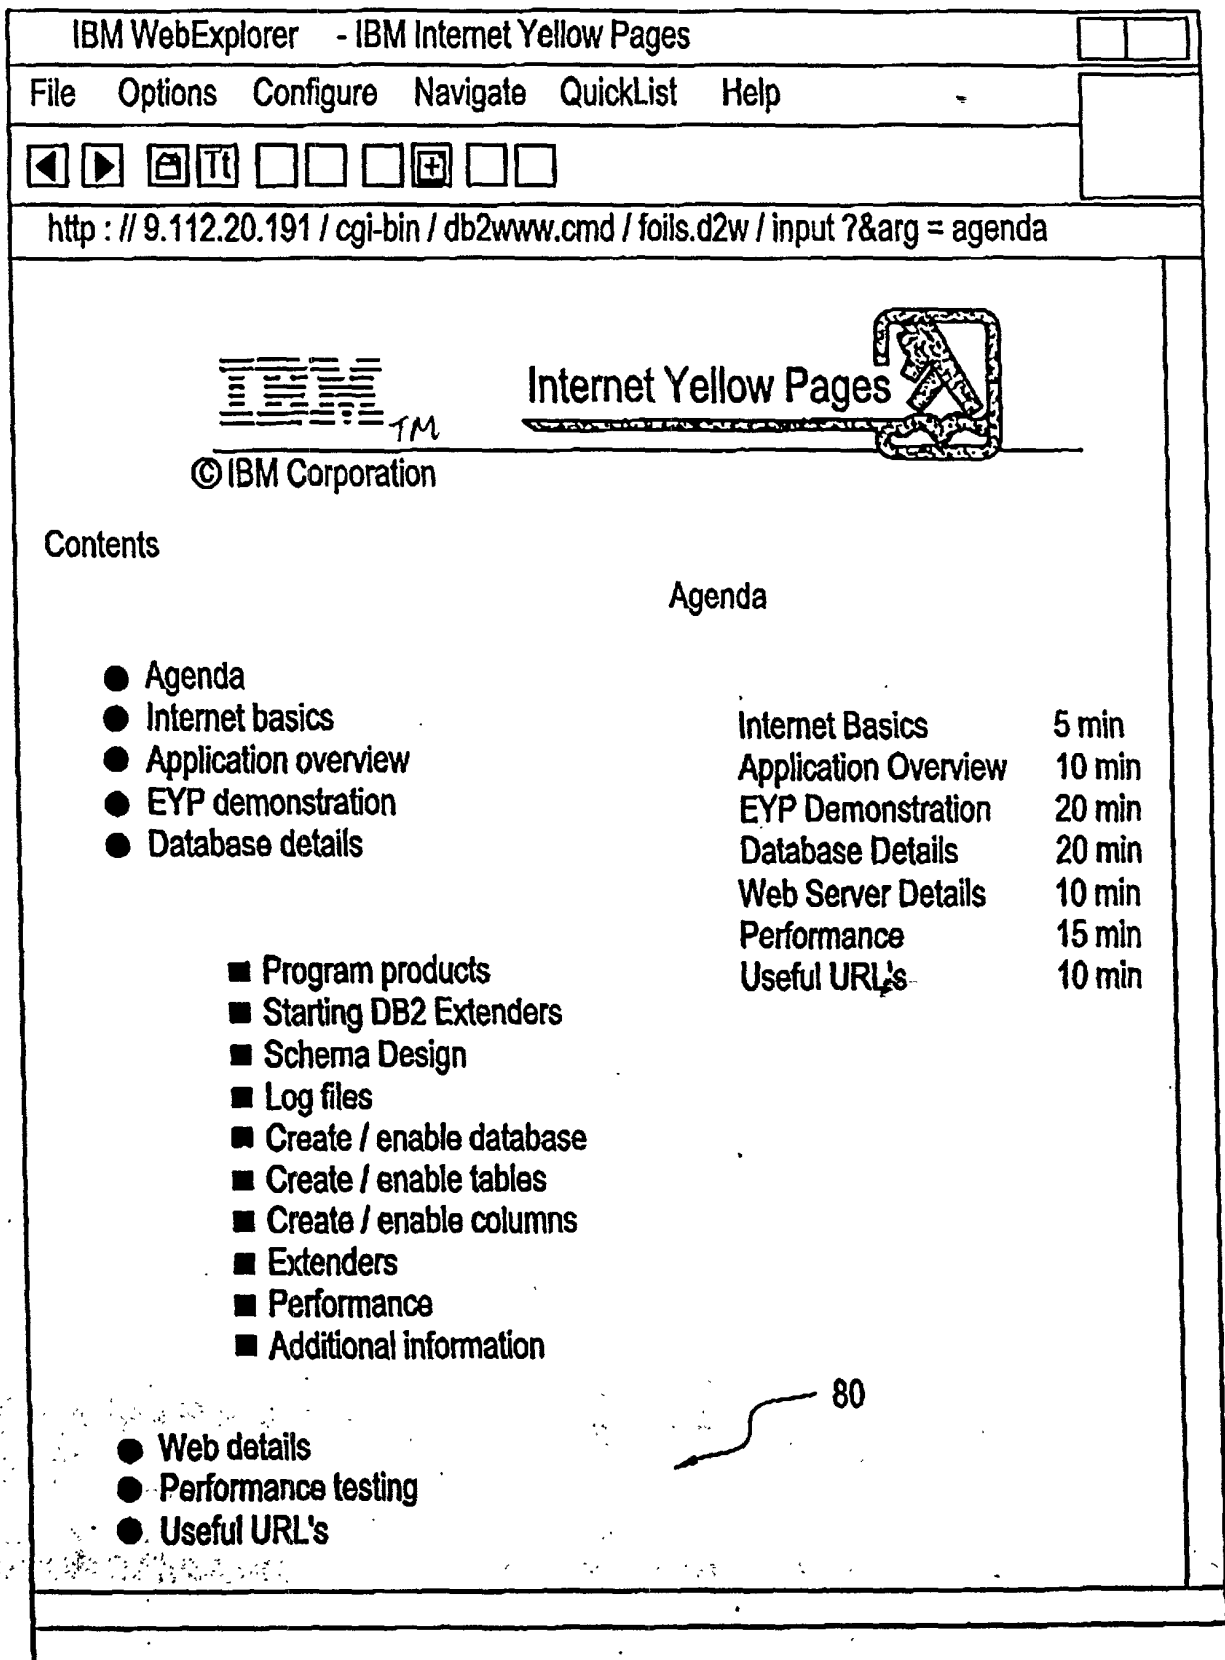 IBM WebExplorer - IBM Internet Yellow Pages
File Options Configure Navigate QuickList Help
Tt
http : // 9.112.20.191 / cgi-bin / db2www.cmd / foils.d2w / input ?&arg = agenda
IBM TM
Internet Yellow Pages
© IBM Corporation
Contents
Agenda
● Agenda
● Internet basics
● Application overview
● EYP demonstration
● Database details
Internet Basics 5 min
Application Overview 10 min
EYP Demonstration 20 min
Database Details 20 min
Web Server Details 10 min
Performance 15 min
Useful URL's 10 min
■ Program products
■ Starting DB2 Extenders
■ Schema Design
■ Log files
■ Create / enable database
■ Create / enable tables
■ Create / enable columns
■ Extenders
■ Performance
■ Additional information
80
● Web details
● Performance testing
● Useful URL's